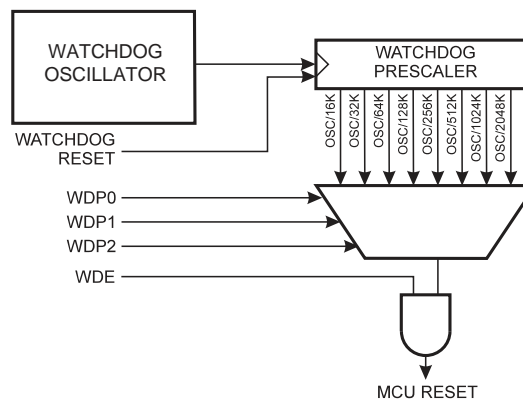 WATCHDOG
OSCILLATOR
WATCHDOG
PRESCALER
WATCHDOG
RESET
OSC/16K
OSC/32K
OSC/64K
OSC/128K
OSC/256K
OSC/512K
OSC/1024K
OSC/2048K
WDP0
WDP1
WDP2
WDE
MCU RESET